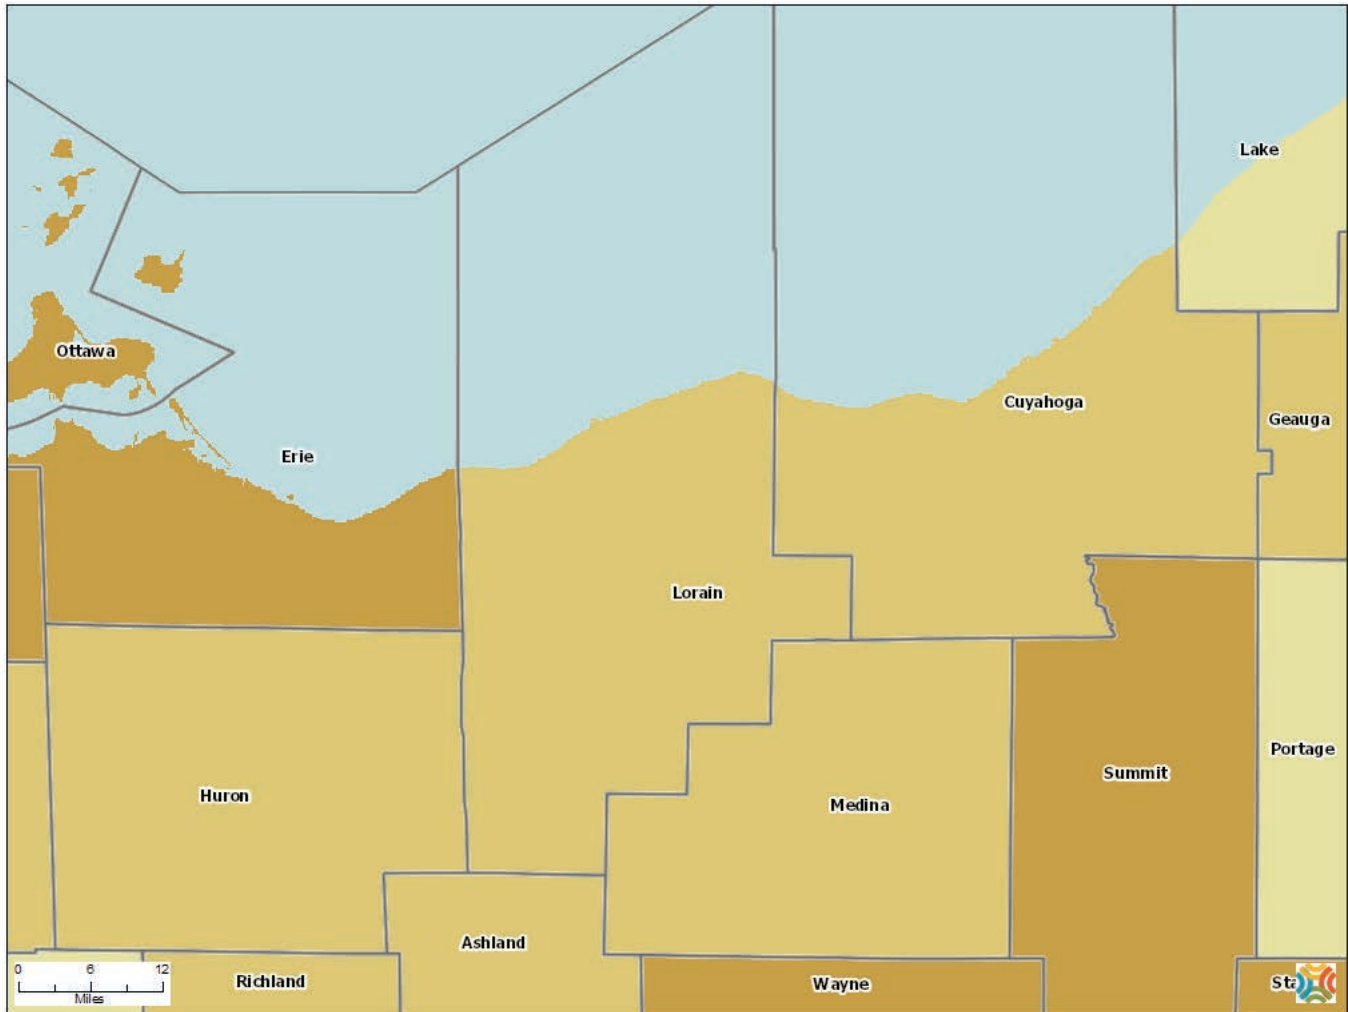 Lake
Ottawa
Cuyahoga
Geauga
Erie
Lorain
Portage
Summit
Huron
Medina
Ashland
0 6 12
Miles
Richland
Wayne